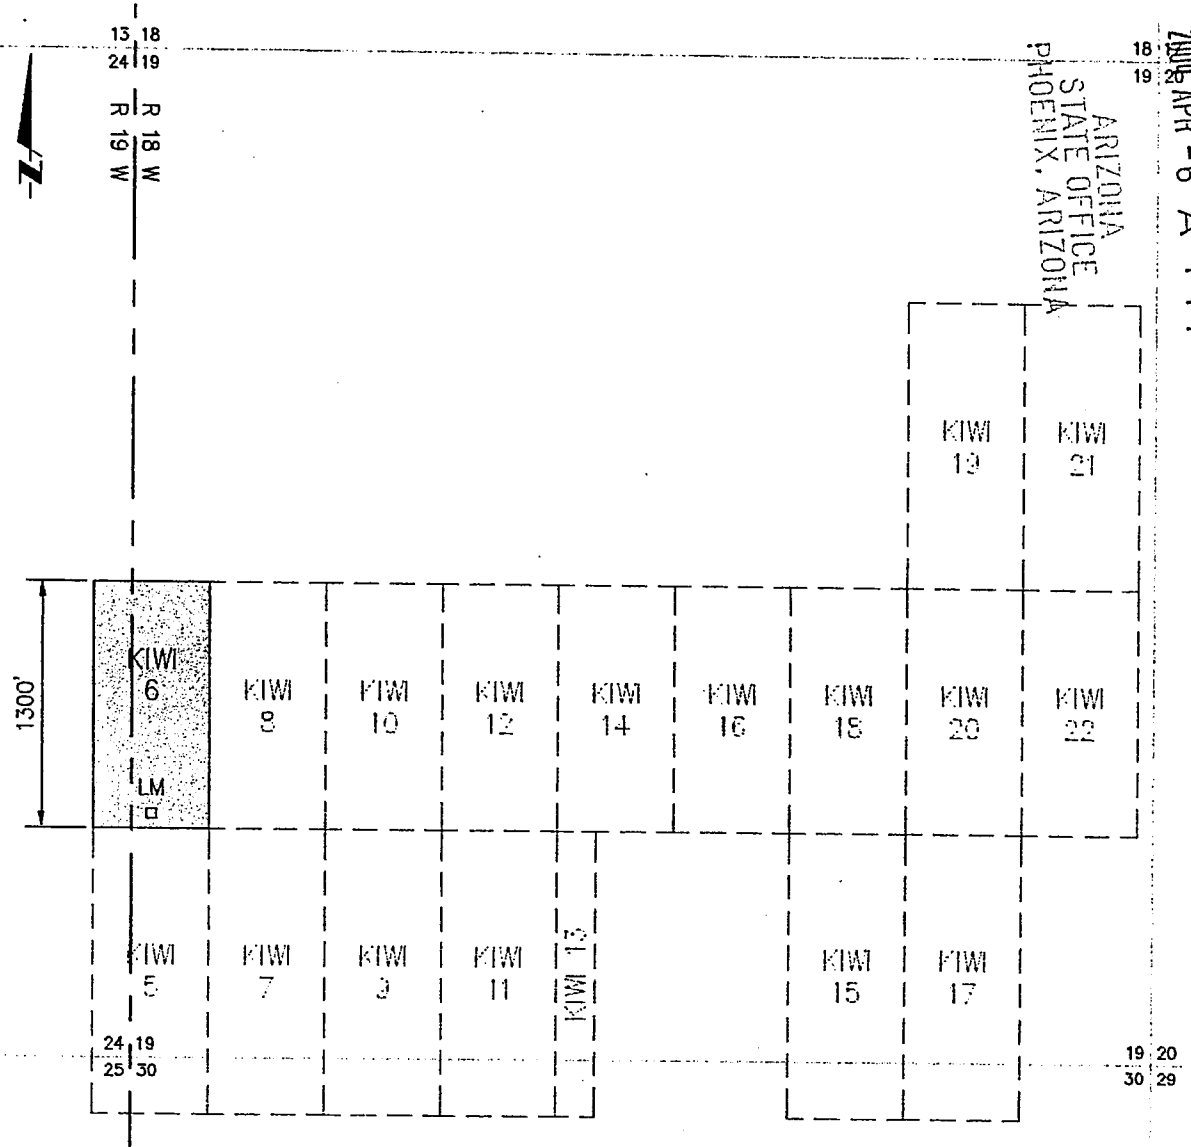 13 18
24 19
R 18 W
R 19 W
18
19 20
APR -6 A
ARIZONA
STATE OFFICE
PHOENIX, ARIZONA
N
KIWI
19
KIWI
21
1300'
KIWI
6
LM
KIWI
8
KIWI
10
KIWI
12
KIWI
14
KIWI
16
KIWI
18
KIWI
20
KIWI
22
KIWI
5
KIWI
7
KIWI
9
KIWI
11
KIWI 13
KIWI
15
KIWI
17
24 19
25 30
19 20
30 29